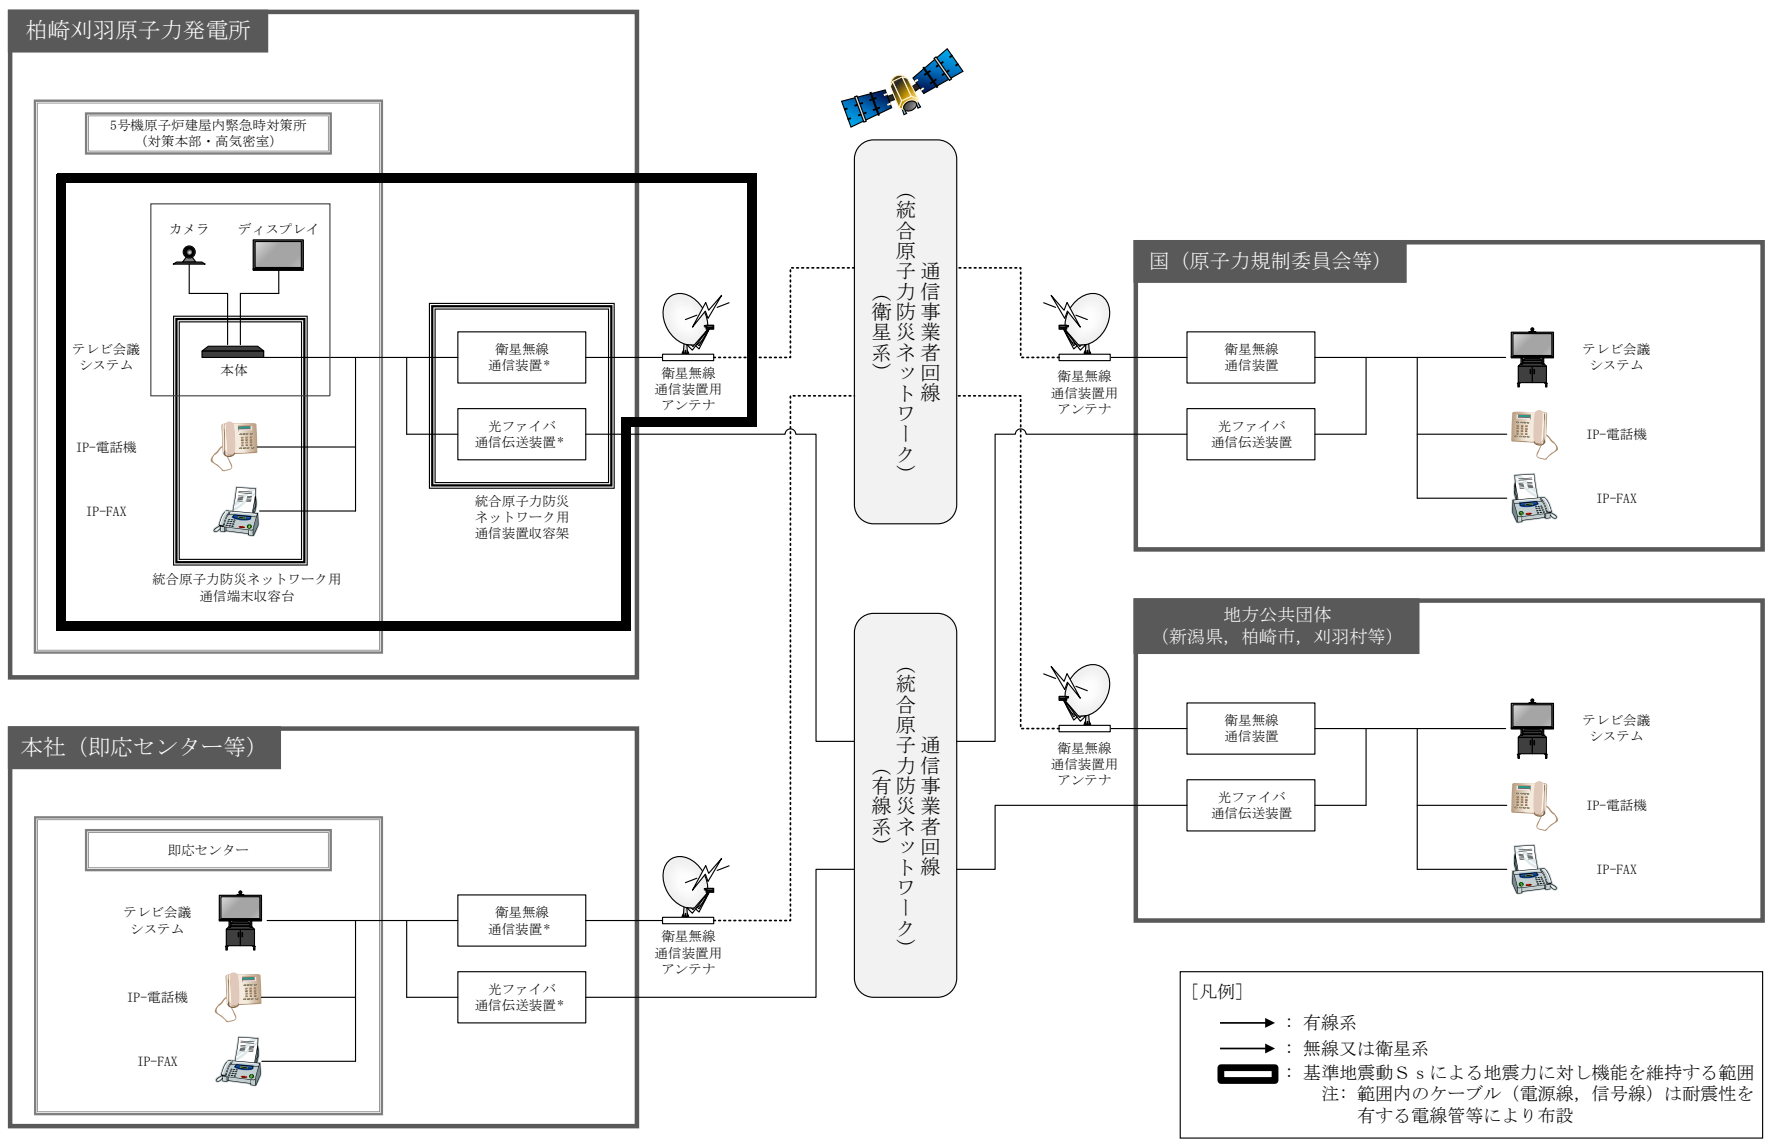 柏崎刈羽原子力発電所
5号機原子炉建屋内緊急時対策所
(対策本部・高気密室)
カメラ
ディスプレイ
テレビ会議
システム
本体
IP-電話機
IP-FAX
統合原子力防災ネットワーク用
通信端末収容台
衛星無線
通信装置*
光ファイバ
通信伝送装置*
統合原子力防災
ネットワーク用
通信装置収容架
衛星無線
通信装置用
アンテナ
本社（即応センター等）
即応センター
テレビ会議
システム
IP-電話機
IP-FAX
衛星無線
通信装置*
光ファイバ
通信伝送装置*
衛星無線
通信装置用
アンテナ
通信事業者回線
（統合原子力防災ネットワーク）
（衛星系）
通信事業者回線
（統合原子力防災ネットワーク）
（有線系）
国（原子力規制委員会等）
衛星無線
通信装置用
アンテナ
衛星無線
通信装置
光ファイバ
通信伝送装置
テレビ会議
システム
IP-電話機
IP-FAX
地方公共団体
（新潟県，柏崎市，刈羽村等）
衛星無線
通信装置用
アンテナ
衛星無線
通信装置
光ファイバ
通信伝送装置
テレビ会議
システム
IP-電話機
IP-FAX
［凡例］
：有線系
：無線又は衛星系
：基準地震動Ｓｓによる地震力に対し機能を維持する範囲
注：範囲内のケーブル（電源線，信号線）は耐震性を
有する電線管等により布設